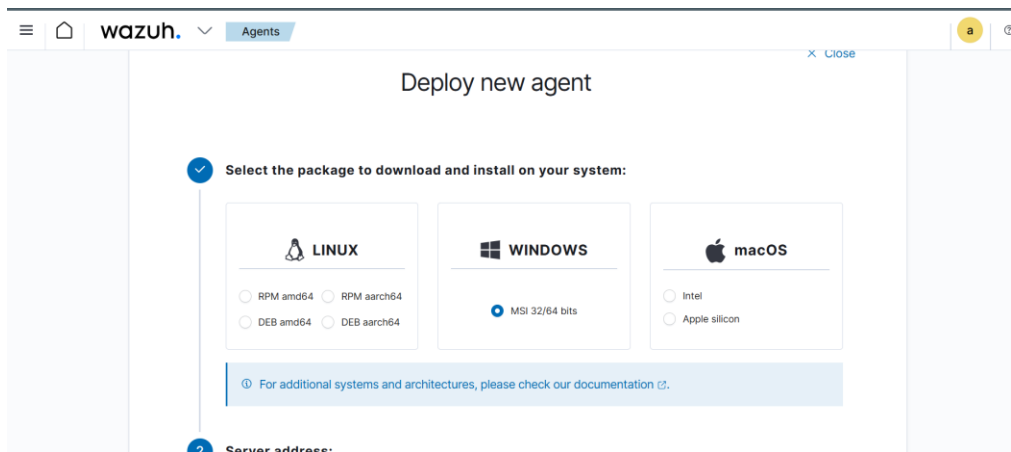 wazuh.
Agents
a
Close
Deploy new agent
Select the package to download and install on your system:
LINUX
RPM amd64 RPM aarch64
DEB amd64 DEB aarch64
WINDOWS
MSI 32/64 bits
macOS
Intel
Apple silicon
For additional systems and architectures, please check our documentation.
2 Server address: